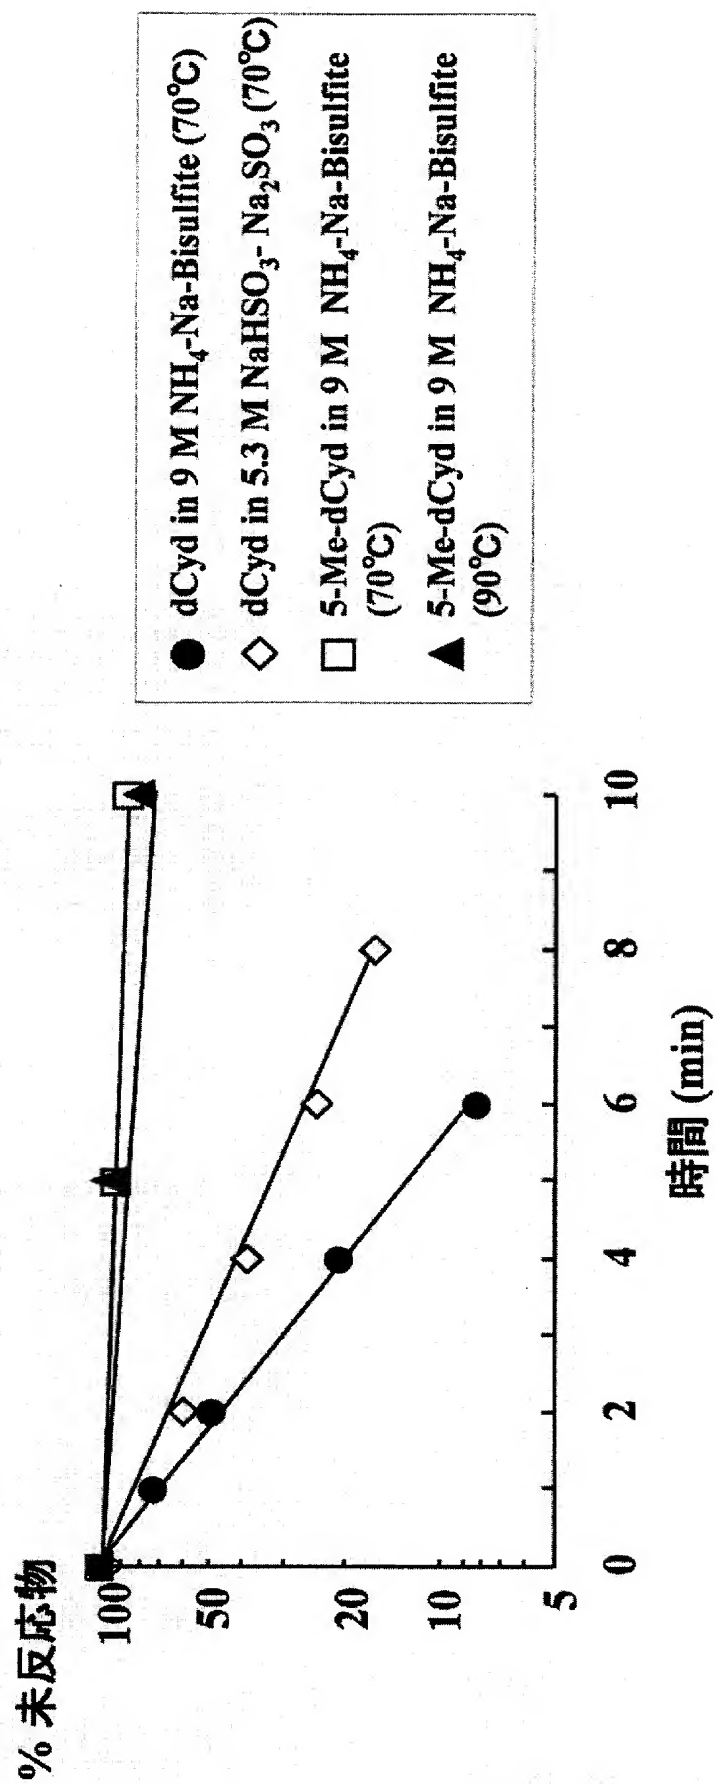 % 未反応物
100
50
20
10
5
0
2
4
6
8
10
時間 (min)
dCyd in 9 M NH₄-Na-Bisulfite (70°C)
dCyd in 5.3 M NaHSO₃- Na₂SO₃ (70°C)
5-Me-dCyd in 9 M NH₄-Na-Bisulfite
(70°C)
5-Me-dCyd in 9 M NH₄-Na-Bisulfite
(90°C)